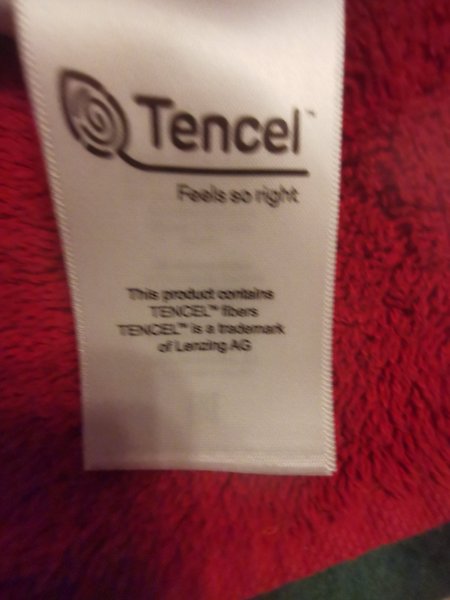 Tencel™
Feels so right
This product contains
TENCEL™ fibers
TENCEL™ is a trademark
of Lenzing AG